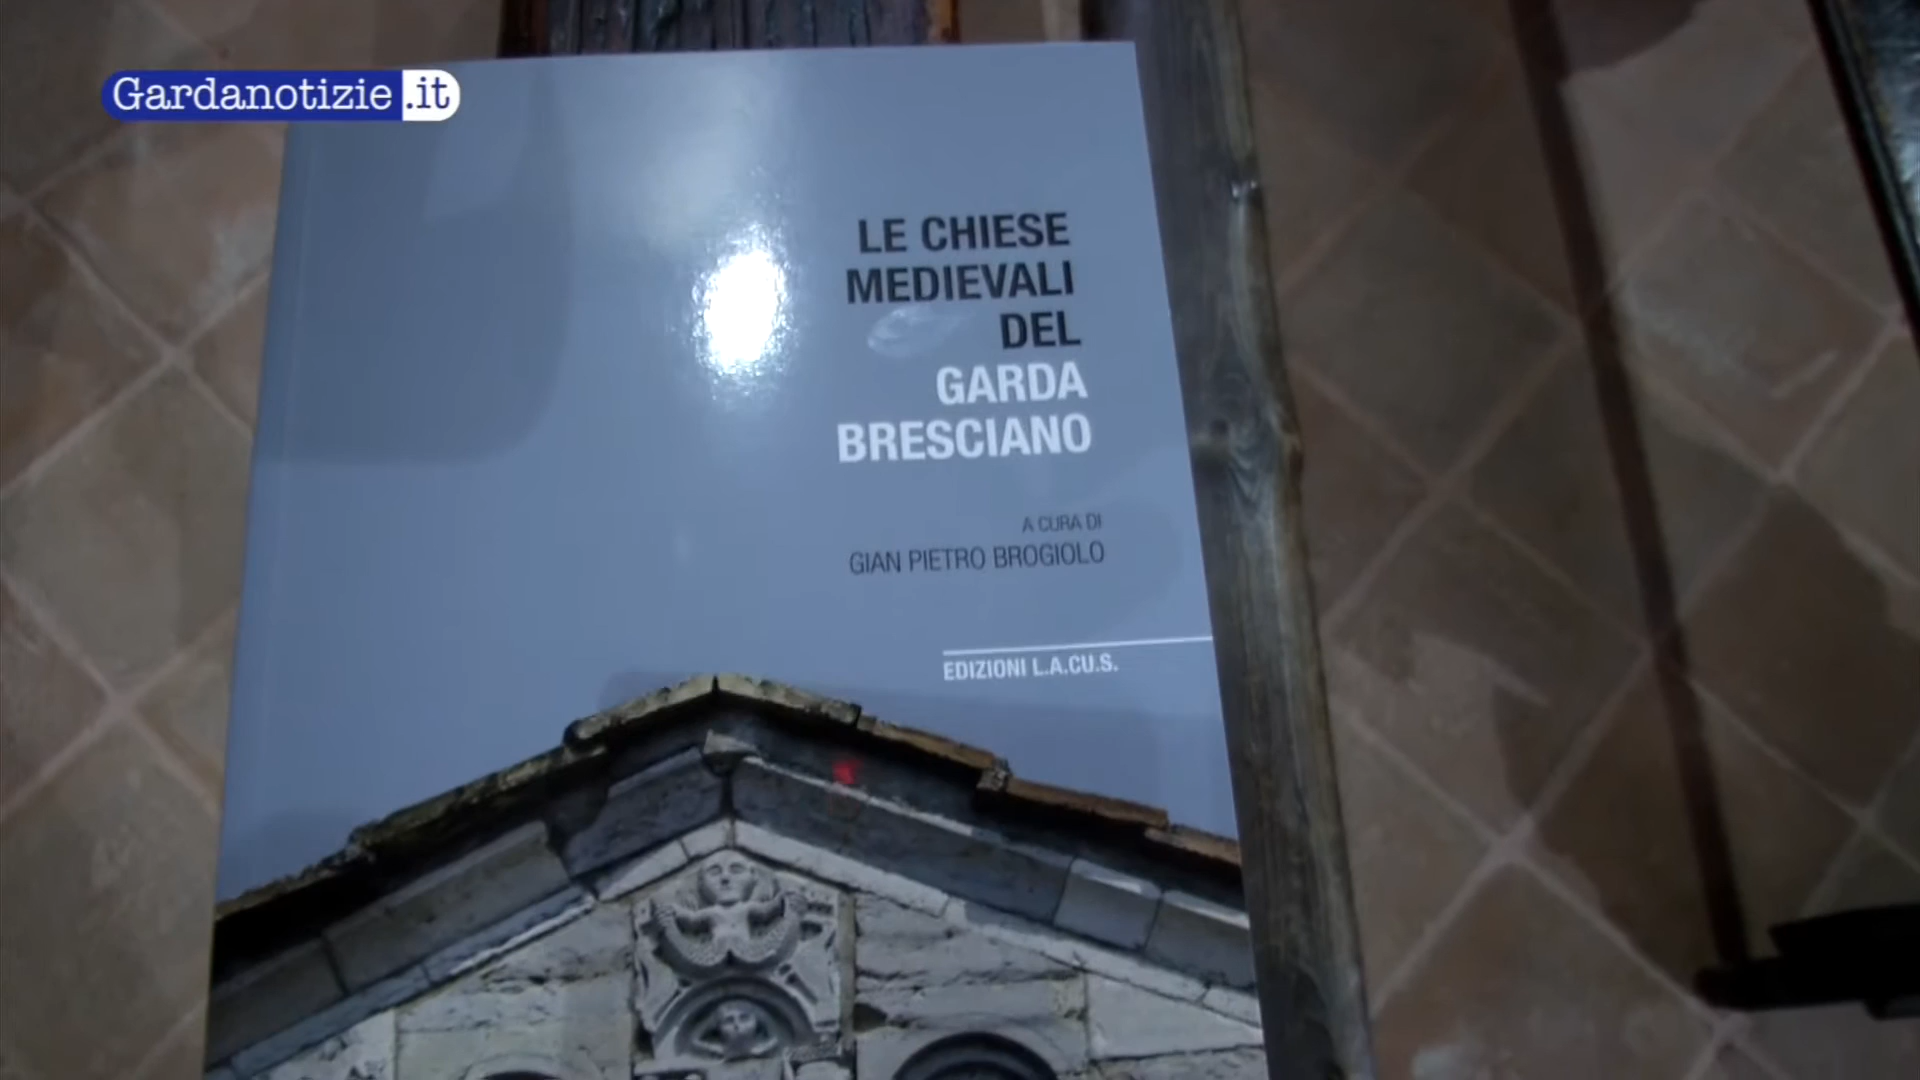 Gardanotizie.it
LE CHIESE
MEDIEVALI
DEL
GARDA
BRESCIANO
A CURA DI
GIAN PIETRO BROGIOLO
EDIZIONI L.A.CU.S.